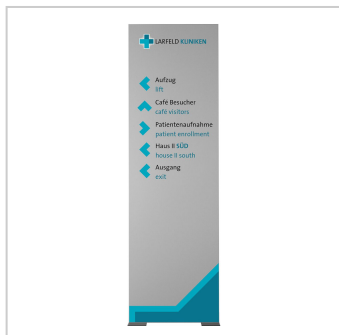 LARFELD KLINIKEN
Aufzug
lift
Café Besucher
café visitors
Patientenaufnahme
patient enrollment
Haus II SÜD
house II south
Ausgang
exit